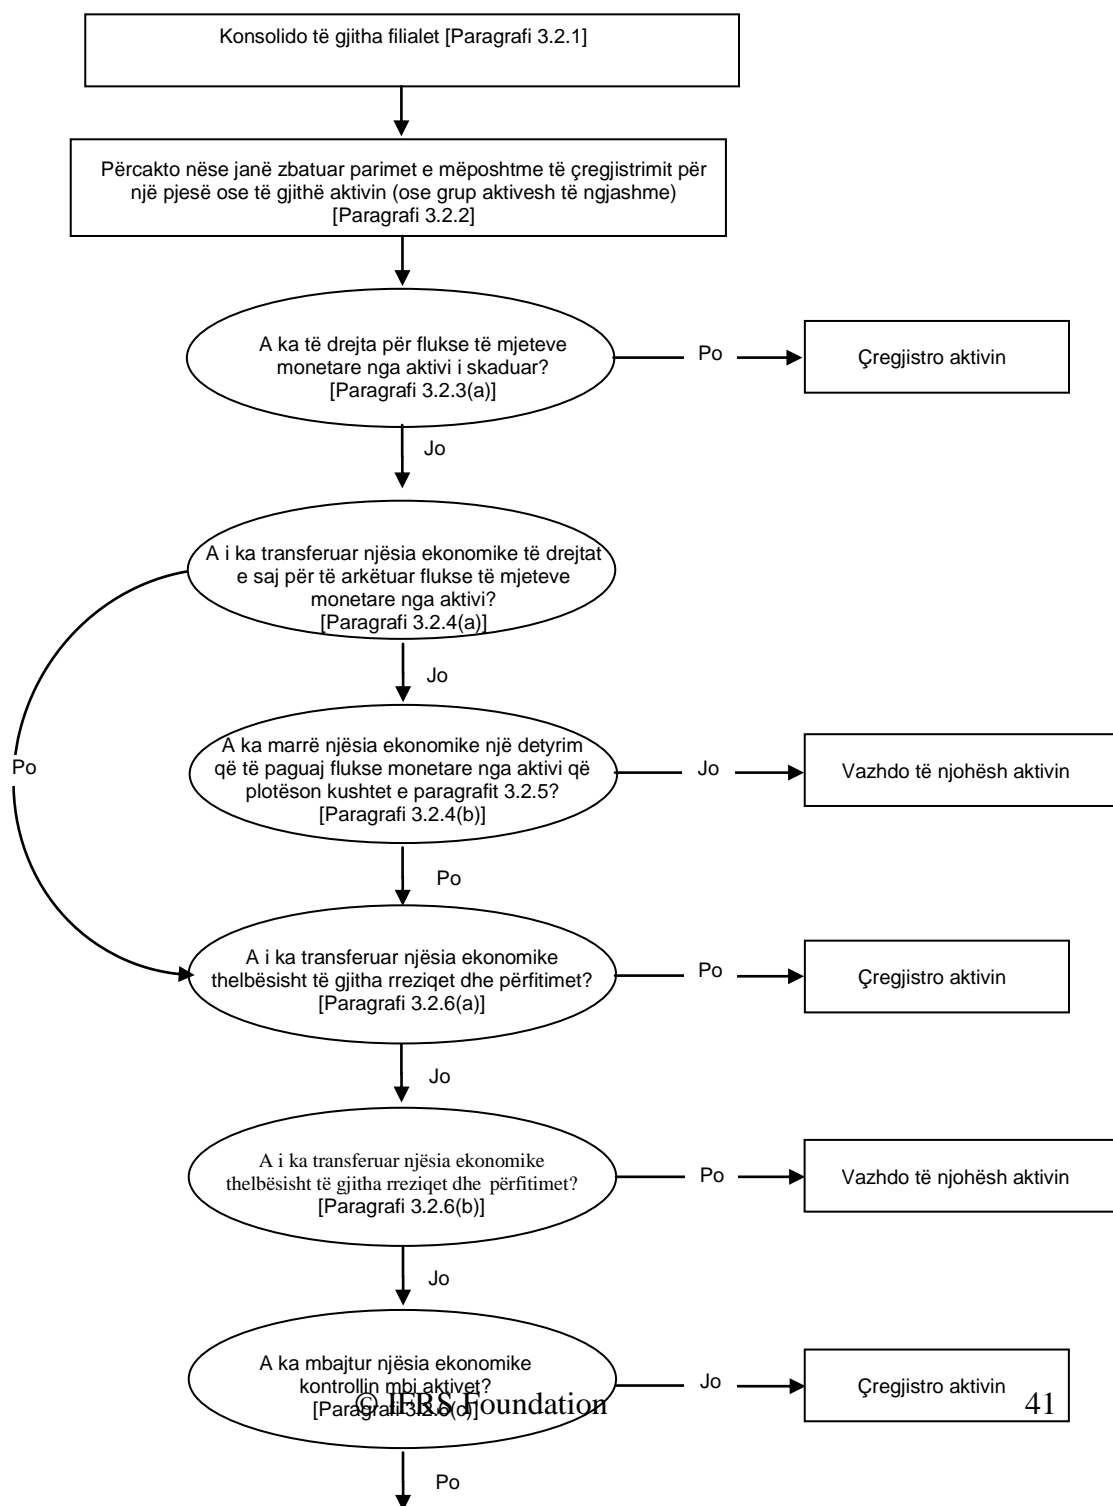 Konsolido të gjitha filialet [Paragrafi 3.2.1]
Përcakto nëse janë zbatuar parimet e mëposhtme të çregjistrimit për
një pjesë ose të gjithë aktivin (ose grup aktivesh të ngjashme)
[Paragrafi 3.2.2]
A ka të drejta për flukse të mjeteve
monetare nga aktivi i skaduar?
[Paragrafi 3.2.3(a)]
Po
Çregjistro aktivin
Jo
A i ka transferuar njësia ekonomike të drejtat
e saj për të arkëtuar flukse të mjeteve
monetare nga aktivi?
[Paragrafi 3.2.4(a)]
Jo
Po
A ka marrë njësia ekonomike një detyrim
që të paguaj flukse monetare nga aktivi që
plotëson kushtet e paragrafit 3.2.5?
[Paragrafi 3.2.4(b)]
Jo
Vazhdo të njohësh aktivin
Po
A i ka transferuar njësia ekonomike
thelbësisht të gjitha rreziqet dhe përfitimet?
[Paragrafi 3.2.6(a)]
Po
Çregjistro aktivin
Jo
A i ka transferuar njësia ekonomike
thelbësisht të gjitha rreziqet dhe përfitimet?
[Paragrafi 3.2.6(b)]
Po
Vazhdo të njohësh aktivin
Jo
A ka mbajtur njësia ekonomike
kontrollin mbi aktivet?
[Paragrafi 3.2.6(c)]
Jo
Çregjistro aktivin
© IFRS Foundation
41
Po